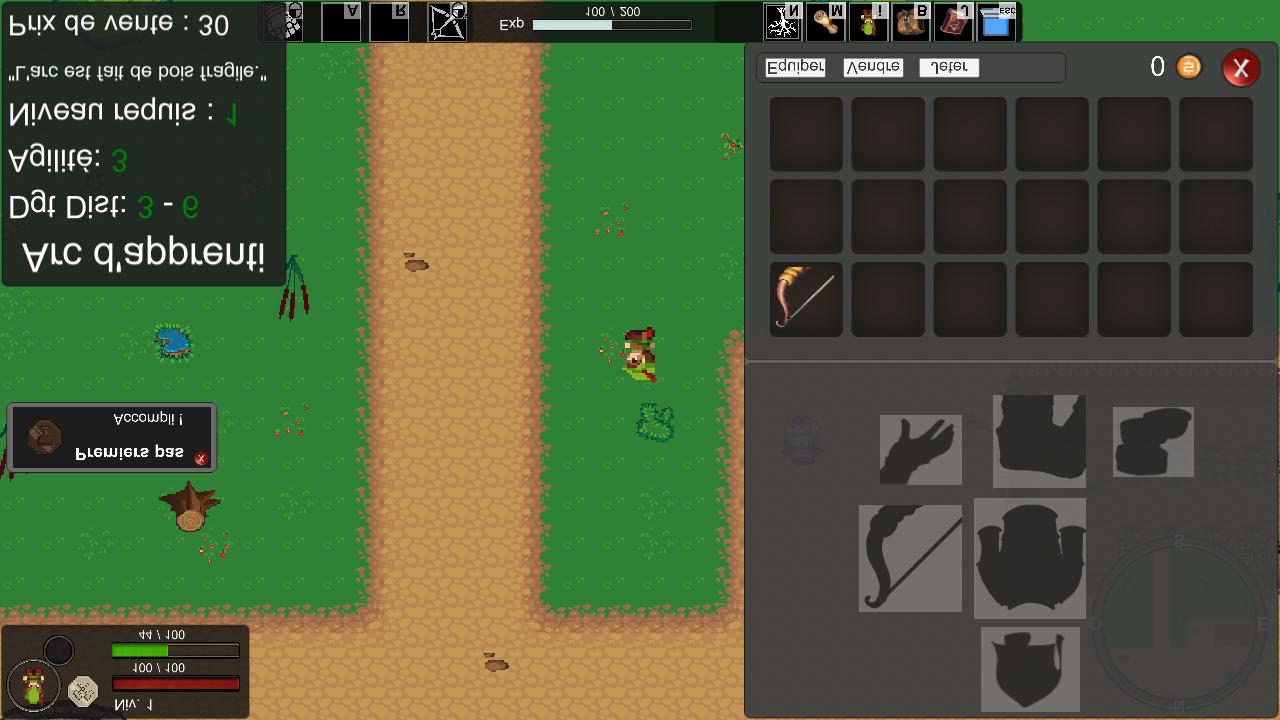 Niv. 1
100 / 100
44 / 100
N
O
E
S
Premiers pas
Accompli !
x
Arc d'apprenti
Dgt Dist: 3 - 6
Agilité: 3
Niveau requis : 1
"L'arc est fait de bois fragile."
Prix de vente : 30
Equiper
Vendre
Jeter
0
X
A
R
Exp
100 / 200
N
M
I
B
J
ESC